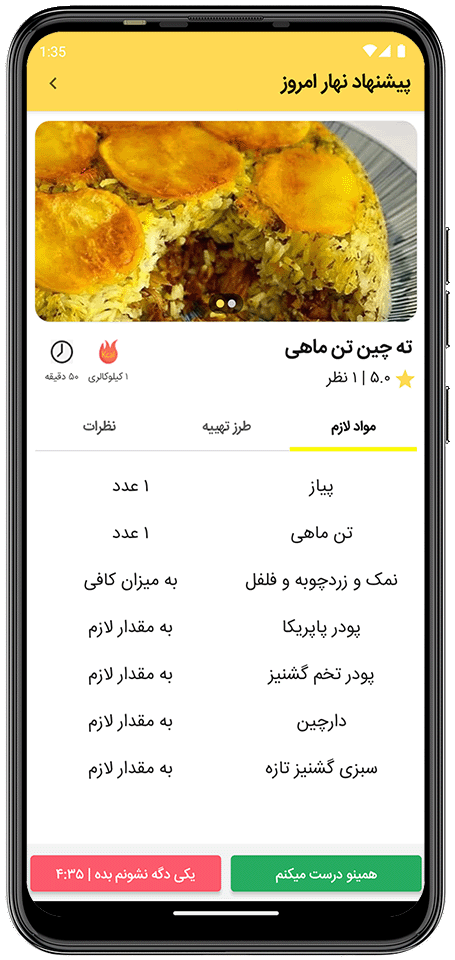 1:35
پیشنهاد نهار امروز
ته چین تن ماهی
۵.۰ | ۱ نظر
Kcal
۱ کیلوکالری
۵۰ دقیقه
مواد لازم
طرز تهییه
نظرات
پیاز ۱ عدد
تن ماهی ۱ عدد
نمک و زردچوبه و فلفل به میزان کافی
پودر پاپریکا به مقدار لازم
پودر تخم گشنیز به مقدار لازم
دارچین به مقدار لازم
سبزی گشنیز تازه به مقدار لازم
همینو درست میکنم
یکی دگه نشونم بده | ۴:۳۵